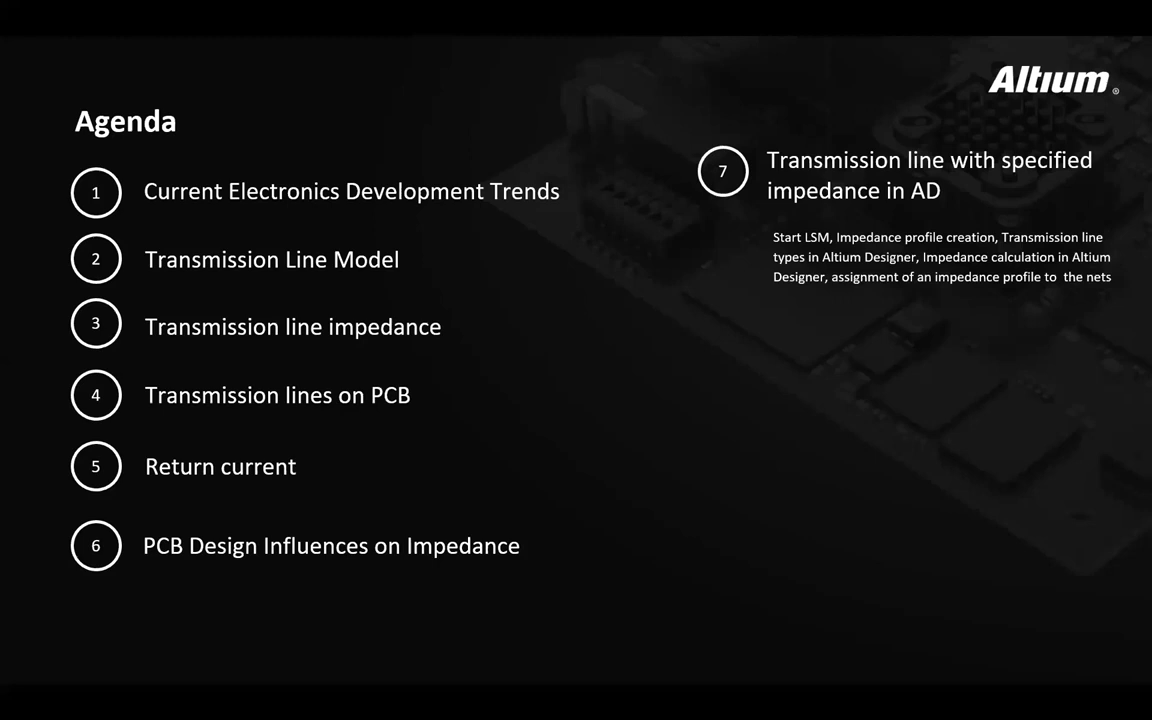 Altium®
Agenda
1 Current Electronics Development Trends
2 Transmission Line Model
3 Transmission line impedance
4 Transmission lines on PCB
5 Return current
6 PCB Design Influences on Impedance
7 Transmission line with specified
impedance in AD
Start LSM, Impedance profile creation, Transmission line
types in Altium Designer, Impedance calculation in Altium
Designer, assignment of an impedance profile to  the nets